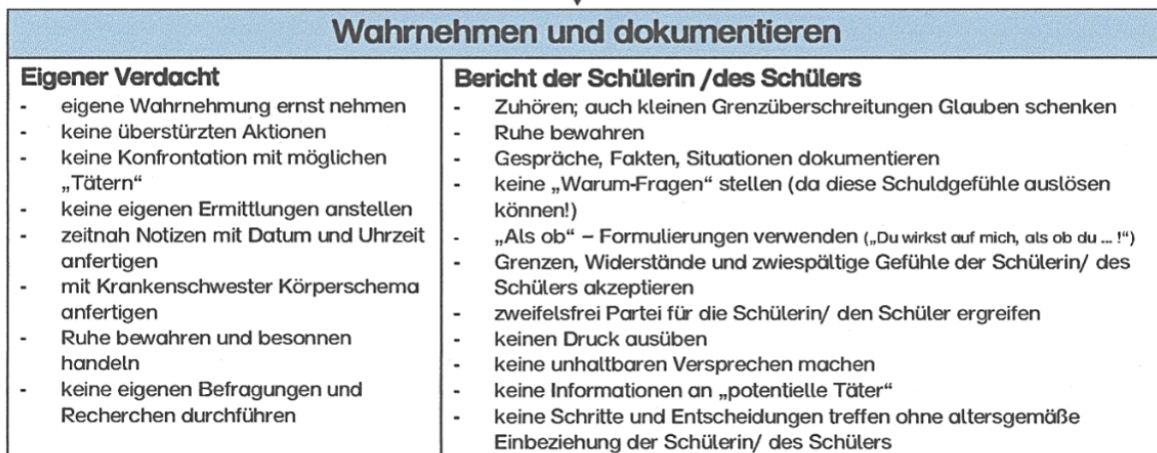 Wahrnehmen und dokumentieren
Eigener Verdacht
- eigene Wahrnehmung ernst nehmen
- keine überstürzten Aktionen
- keine Konfrontation mit möglichen
„Tätern“
- keine eigenen Ermittlungen anstellen
- zeitnah Notizen mit Datum und Uhrzeit
anfertigen
- mit Krankenschwester Körperschema
anfertigen
- Ruhe bewahren und besonnen
handeln
- keine eigenen Befragungen und
Recherchen durchführen
Bericht der Schülerin /des Schülers
- Zuhören; auch kleinen Grenzüberschreitungen Glauben schenken
- Ruhe bewahren
- Gespräche, Fakten, Situationen dokumentieren
- keine „Warum-Fragen“ stellen (da diese Schuldgefühle auslösen
können!)
- „Als ob“ – Formulierungen verwenden („Du wirkst auf mich, als ob du ... !“)
- Grenzen, Widerstände und zwiespältige Gefühle der Schülerin/ des
Schülers akzeptieren
- zweifelsfrei Partei für die Schülerin/ den Schüler ergreifen
- keinen Druck ausüben
- keine unhaltbaren Versprechen machen
- keine Informationen an „potentielle Täter“
- keine Schritte und Entscheidungen treffen ohne altersgemäße
Einbeziehung der Schülerin/ des Schülers